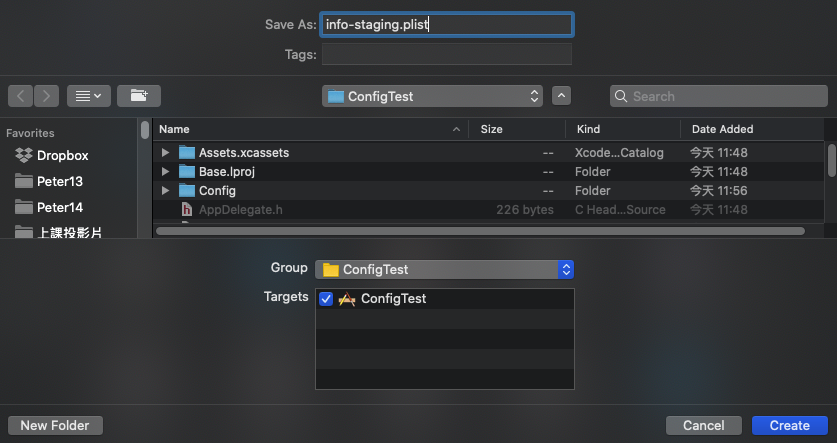 Save As: info-staging.plist
Tags:
ConfigTest
Search
Favorites
Name Size Kind Date Added
Dropbox
Assets.xcassets -- Xcode...Catalog 今天 11:48
Peter13
Base.lproj -- Folder 今天 11:48
Config -- Folder 今天 11:56
Peter14
AppDelegate.h 226 bytes C Head...Source 今天 11:48
上課投影片
Group ConfigTest
Targets ConfigTest
New Folder Cancel Create